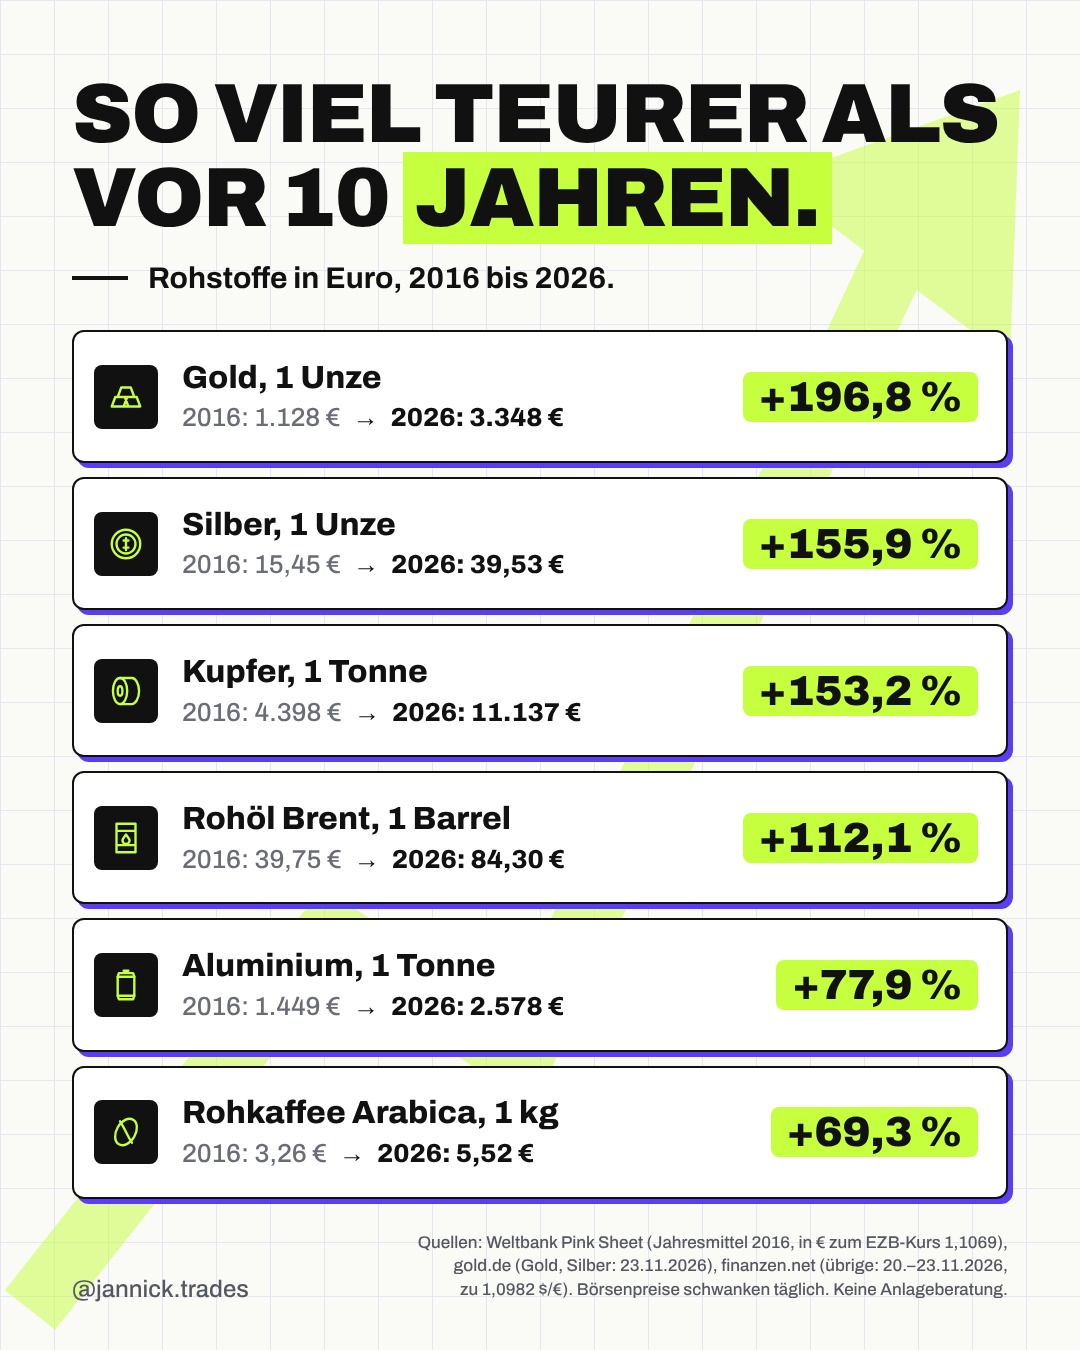 SO VIEL TEURER ALS
VOR 10 JAHREN.
Rohstoffe in Euro, 2016 bis 2026.
Gold, 1 Unze
2016: 1.128 € → 2026: 3.348 €
+196,8 %
Silber, 1 Unze
2016: 15,45 € → 2026: 39,53 €
+155,9 %
Kupfer, 1 Tonne
2016: 4.398 € → 2026: 11.137 €
+153,2 %
Rohöl Brent, 1 Barrel
2016: 39,75 € → 2026: 84,30 €
+112,1 %
Aluminium, 1 Tonne
2016: 1.449 € → 2026: 2.578 €
+77,9 %
Rohkaffee Arabica, 1 kg
2016: 3,26 € → 2026: 5,52 €
+69,3 %
Quellen: Weltbank Pink Sheet (Jahresmittel 2016, in € zum EZB-Kurs 1,1069),
gold.de (Gold, Silber: 23.11.2026), finanzen.net (übrige: 20.–23.11.2026,
zu 1,0982 $/€). Börsenpreise schwanken täglich. Keine Anlageberatung.
@jannick.trades